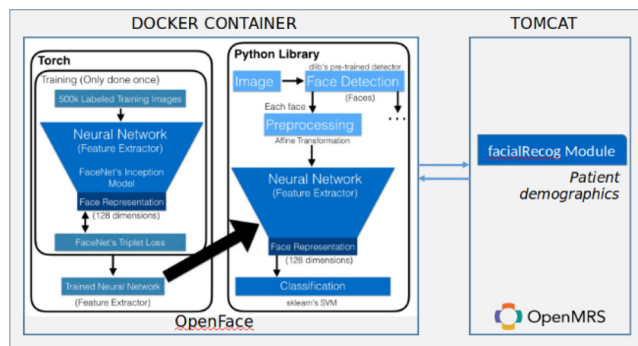 DOCKER CONTAINER
Torch
Training (Only done once)
500k Labeled Training Images
Neural Network
(Feature Extractor)
FaceNet's Inception
Model
Face Representation
(128 dimensions)
FaceNet's Triplet Loss
Trained Neural Network
(Feature Extractor)
Python Library
dlib's pre-trained detector
Image
Face Detection
(Faces)
Each face
...
Preprocessing
Affine Transformation
Neural Network
(Feature Extractor)
Face Representation
(128 dimensions)
Classification
sklearn's SVM
OpenFace
TOMCAT
facialRecog Module
Patient
demographics
OpenMRS